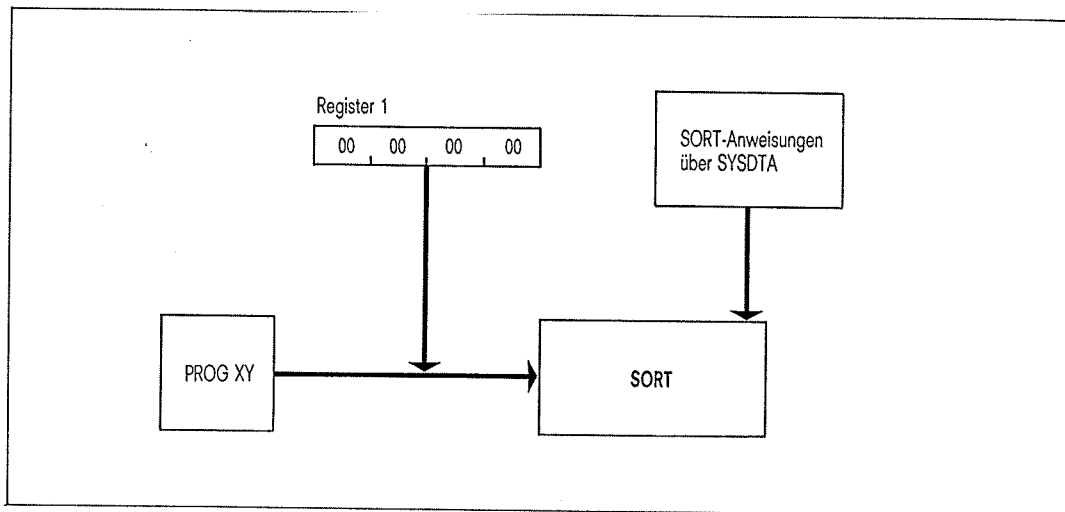 Register 1
00 00 00 00
SORT-Anweisungen
über SYSDTA
PROG XY
SORT